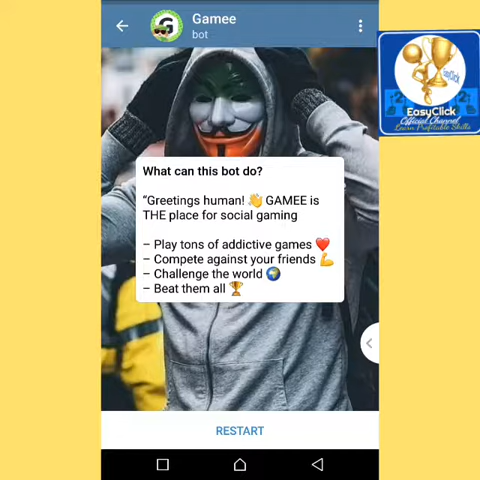 Gamee
bot
What can this bot do?
“Greetings human! 👋 GAMEE is
THE place for social gaming
– Play tons of addictive games ❤️
– Compete against your friends 💪
– Challenge the world 🌍
– Beat them all 🏆
RESTART
EasyClick
EasyClick
Official Channel
Learn Profitable Skills